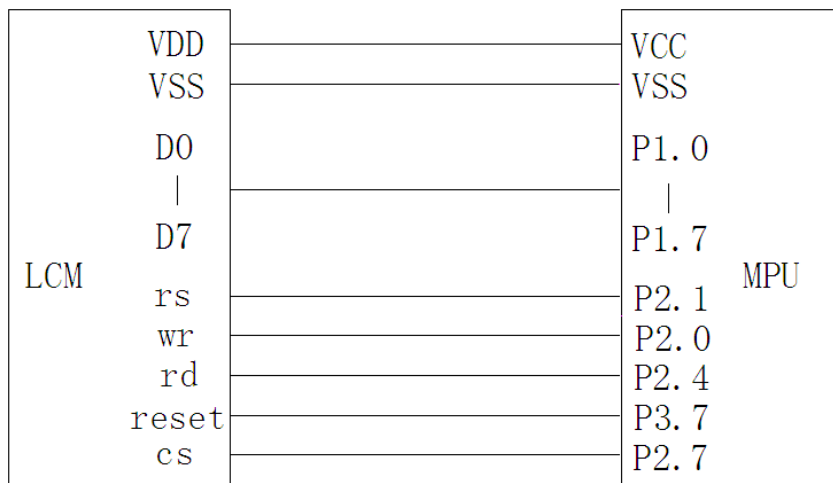 VDD VCC
VSS VSS
D0 P1.0
D7 P1.7
LCM MPU
rs P2.1
wr P2.0
rd P2.4
reset P3.7
cs P2.7